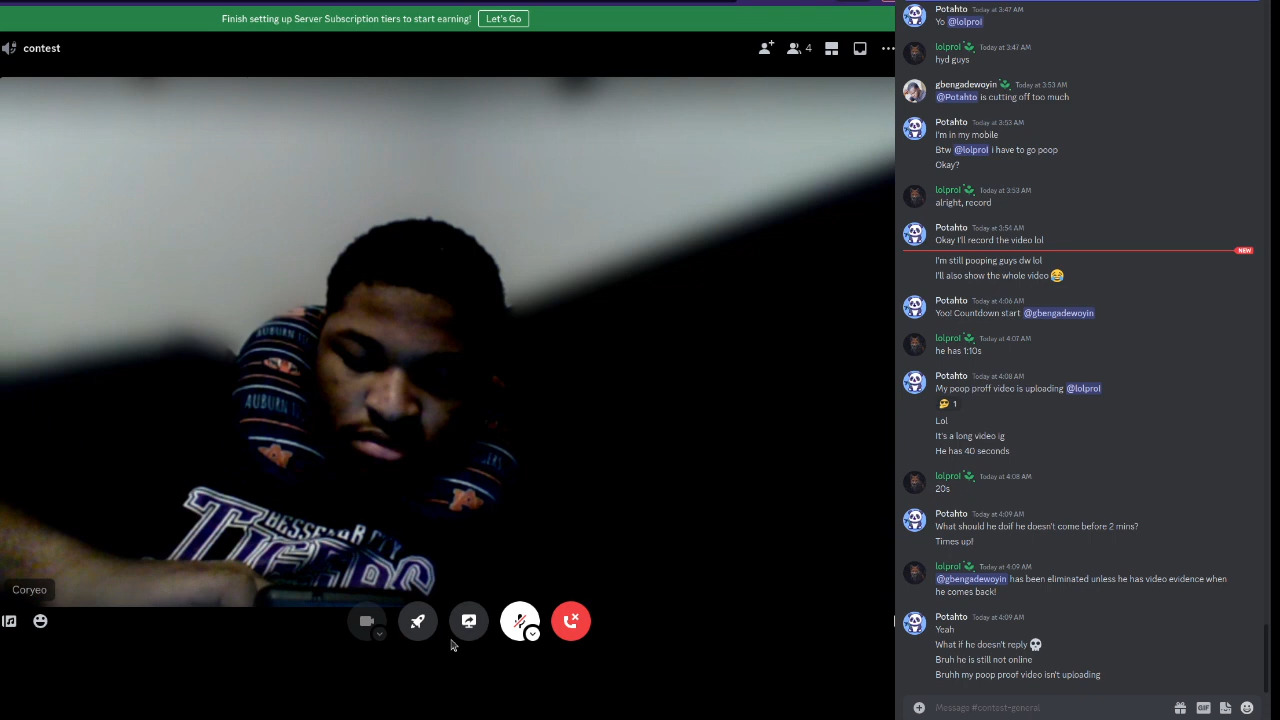 Finish setting up Server Subscription tiers to start earning! Let's Go
contest
4
AUBURN
AUBURN
BESSEMER CITY
TIGERS
Coryeo
Potahto Today at 3:47 AM
Yo @lolprol
lolprol Today at 3:47 AM
hyd guys
gbengadewoyin Today at 3:53 AM
@Potahto is cutting off too much
Potahto Today at 3:53 AM
I'm in my mobile
Btw @lolprol i have to go poop
Okay?
lolprol Today at 3:53 AM
alright, record
Potahto Today at 3:54 AM
Okay I'll record the video lol
NEW
I'm still pooping guys dw lol
I'll also show the whole video 😂
Potahto Today at 4:06 AM
Yoo! Countdown start @gbengadewoyin
lolprol Today at 4:07 AM
he has 1:10s
Potahto Today at 4:08 AM
My poop proff video is uploading @lolprol
1
Lol
It's a long video ig
He has 40 seconds
lolprol Today at 4:08 AM
20s
Potahto Today at 4:09 AM
What should he doif he doesn't come before 2 mins?
Times up!
lolprol Today at 4:09 AM
@gbengadewoyin has been eliminated unless he has video evidence when
he comes back!
Potahto Today at 4:09 AM
Yeah
What if he doesn't reply 💀
Bruh he is still not online
Bruhh my poop proof video isn't uploading
Message #contest-general
GIF